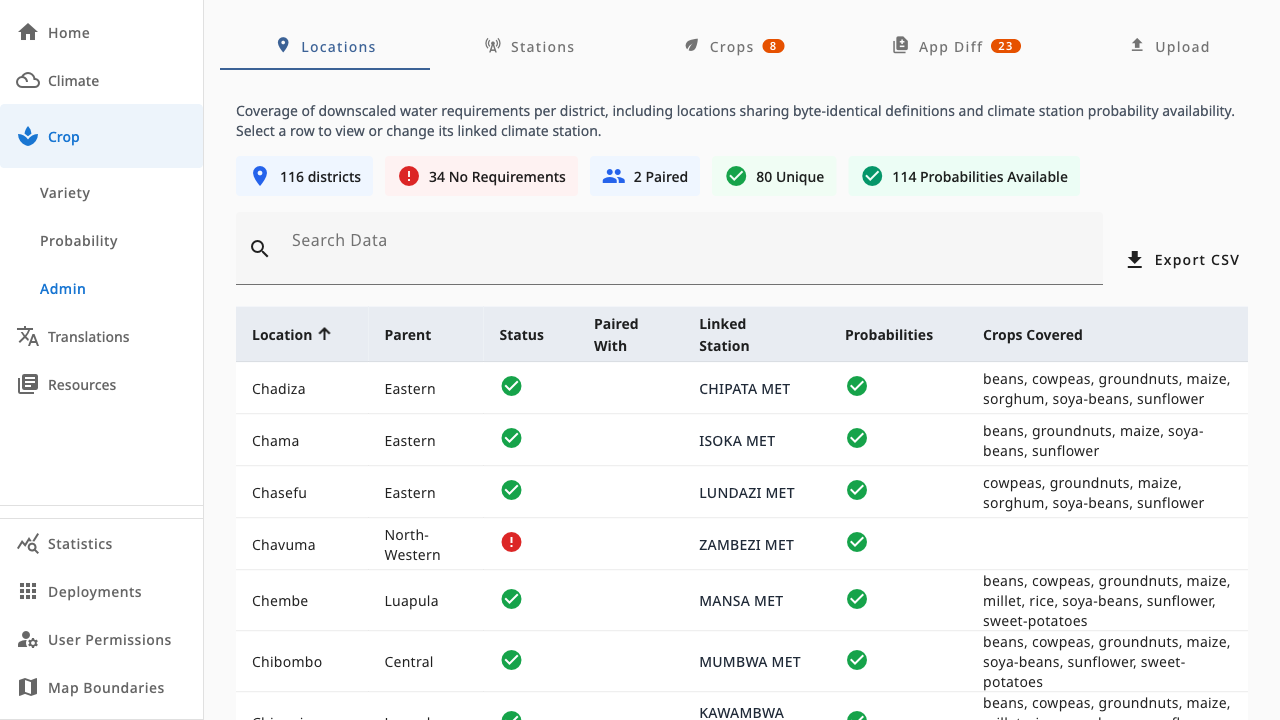 Home
Climate
Crop
Variety
Probability
Admin
Translations
Resources
Statistics
Deployments
User Permissions
Map Boundaries
Locations
Stations
Crops 8
App Diff 23
Upload
Coverage of downscaled water requirements per district, including locations sharing byte-identical definitions and climate station probability availability.
Select a row to view or change its linked climate station.
116 districts
34 No Requirements
2 Paired
80 Unique
114 Probabilities Available
Search Data
Export CSV
Location
Parent
Status
Paired
With
Linked
Station
Probabilities
Crops Covered
Chadiza
Eastern
CHIPATA MET
beans, cowpeas, groundnuts, maize,
sorghum, soya-beans, sunflower
Chama
Eastern
ISOKA MET
beans, groundnuts, maize, soya-
beans, sunflower
Chasefu
Eastern
LUNDAZI MET
cowpeas, groundnuts, maize,
sorghum, soya-beans, sunflower
Chavuma
North-
Western
ZAMBEZI MET
Chembe
Luapula
MANSA MET
beans, cowpeas, groundnuts, maize,
millet, rice, soya-beans, sunflower,
sweet-potatoes
Chibombo
Central
MUMBWA MET
beans, cowpeas, groundnuts, maize,
soya-beans, sunflower, sweet-
potatoes
KAWAMBWA
beans, cowpeas, groundnuts, maize,